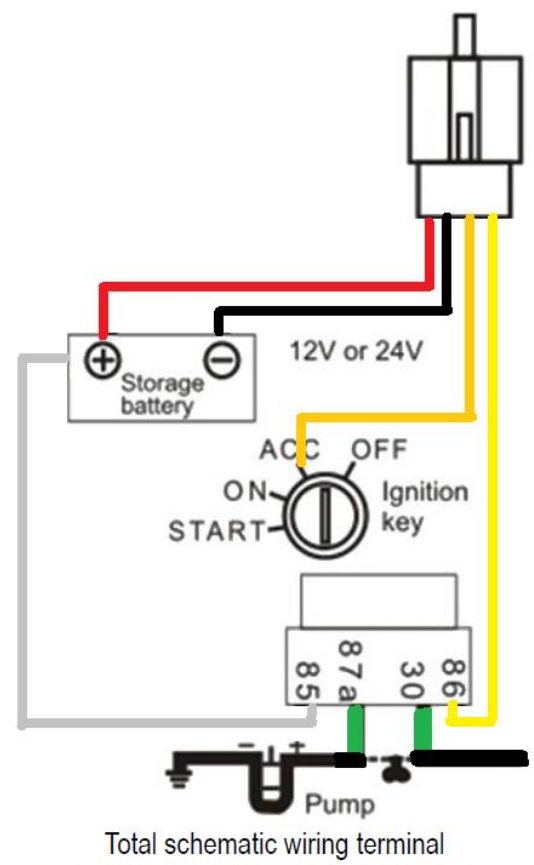 12V or 24V
+ −
Storage
battery
ACC OFF
ON
START
Ignition
key
85 87a 30 86
− +
Pump
Total schematic wiring terminal